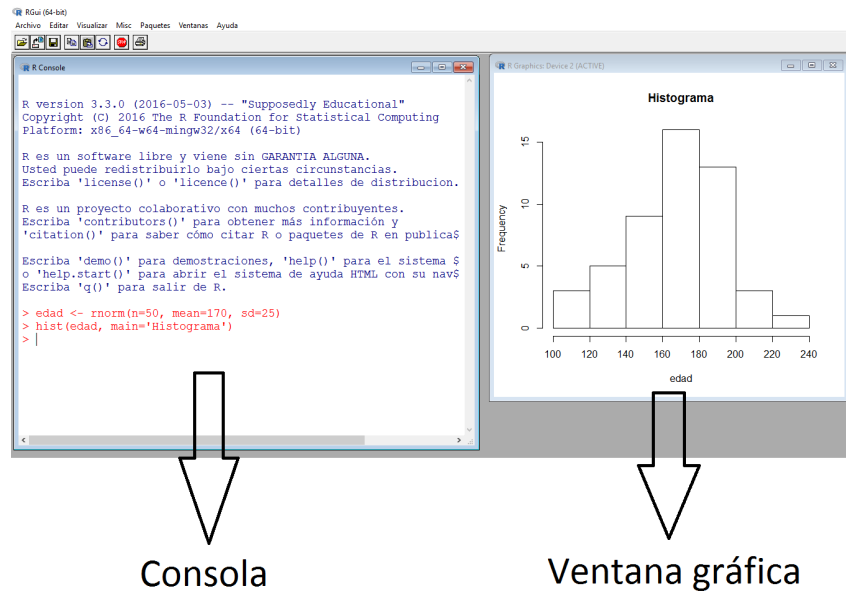 RGui (64-bit)
Archivo Editar Visualizar Misc Paquetes Ventanas Ayuda
STOP
R Console
R version 3.3.0 (2016-05-03) -- "Supposedly Educational"
Copyright (C) 2016 The R Foundation for Statistical Computing
Platform: x86_64-w64-mingw32/x64 (64-bit)
R es un software libre y viene sin GARANTIA ALGUNA.
Usted puede redistribuirlo bajo ciertas circunstancias.
Escriba 'license()' o 'licence()' para detalles de distribucion.
R es un proyecto colaborativo con muchos contribuyentes.
Escriba 'contributors()' para obtener más información y
'citation()' para saber cómo citar R o paquetes de R en publica$
Escriba 'demo()' para demostraciones, 'help()' para el sistema $
o 'help.start()' para abrir el sistema de ayuda HTML con su nav$
Escriba 'q()' para salir de R.
> edad <- rnorm(n=50, mean=170, sd=25)
> hist(edad, main='Histograma')
>
R Graphics: Device 2 (ACTIVE)
Histograma
Frequency
15
10
5
0
100 120 140 160 180 200 220 240
edad
Consola
Ventana gráfica